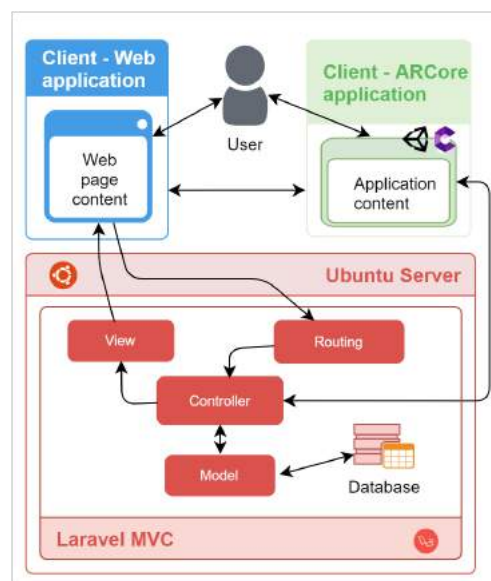 Client - Web
application
User
Client - ARCore
application
Web
page
content
Application
content
Ubuntu Server
View
Routing
Controller
Model
Database
Laravel MVC